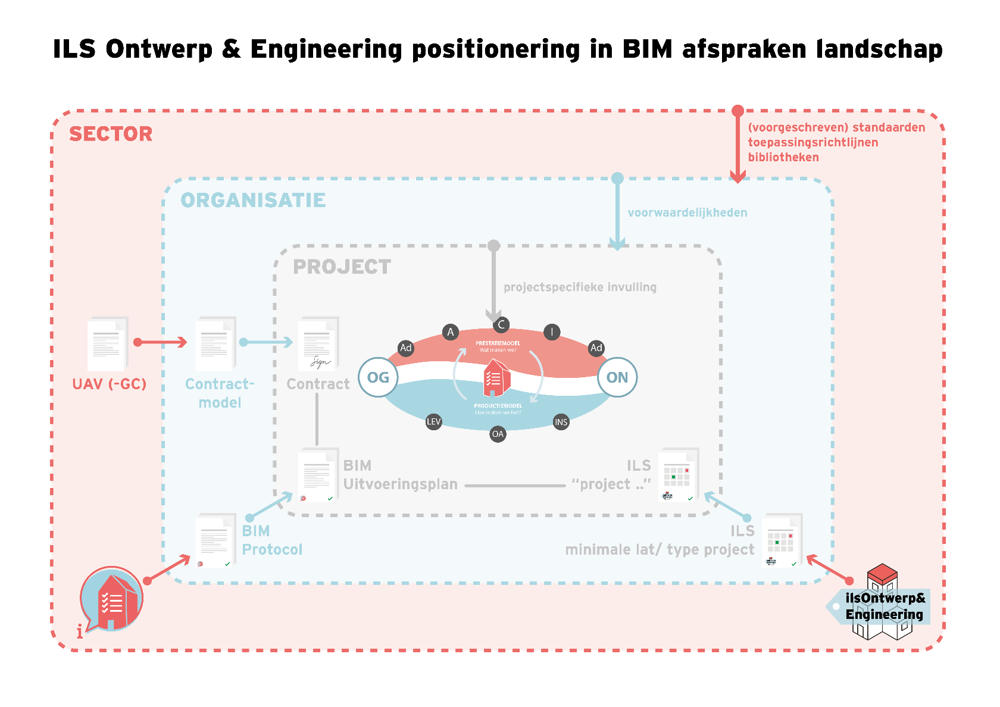 ILS Ontwerp & Engineering positionering in BIM afspraken landschap
SECTOR
(voorgeschreven) standaarden
toepassingsrichtlijnen
bibliotheken
ORGANISATIE
voorwaardelijkheden
PROJECT
projectspecifieke invulling
Ad
A
C
I
Ad
PRESTATIEMODEL
Wat maken we?
OG
ON
PRODUCTIEMODEL
Hoe maken we het?
LEV
OA
INS
Sign
UAV (-GC)
Contract-
model
Contract
BIM
Uitvoeringsplan
ILS
“project ..”
BIM
Protocol
ILS
minimale lat/ type project
i
ilsOntwerp&
Engineering